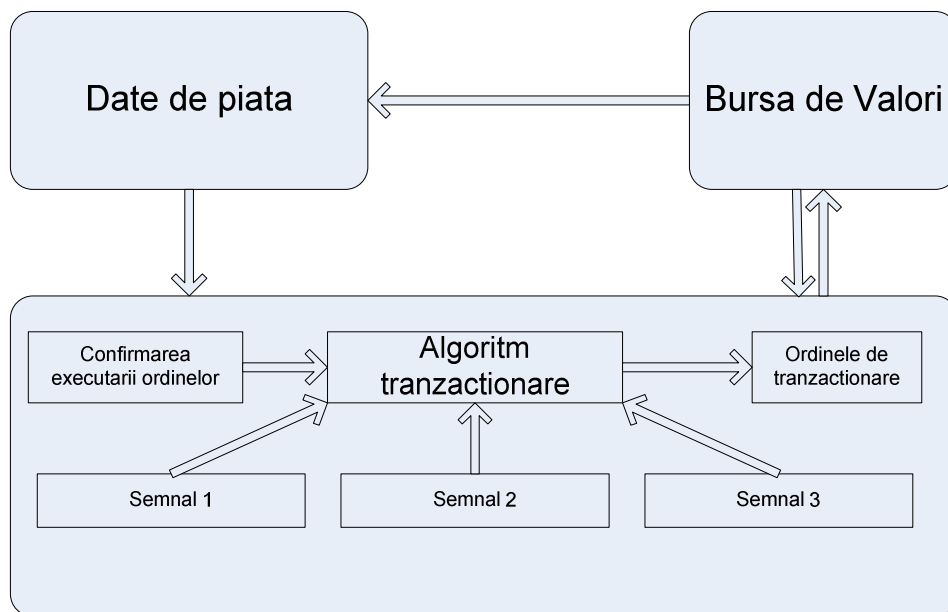 Date de piata
Bursa de Valori
Confirmarea
executarii ordinelor
Algoritm
tranzactionare
Ordinele de
tranzactionare
Semnal 1
Semnal 2
Semnal 3